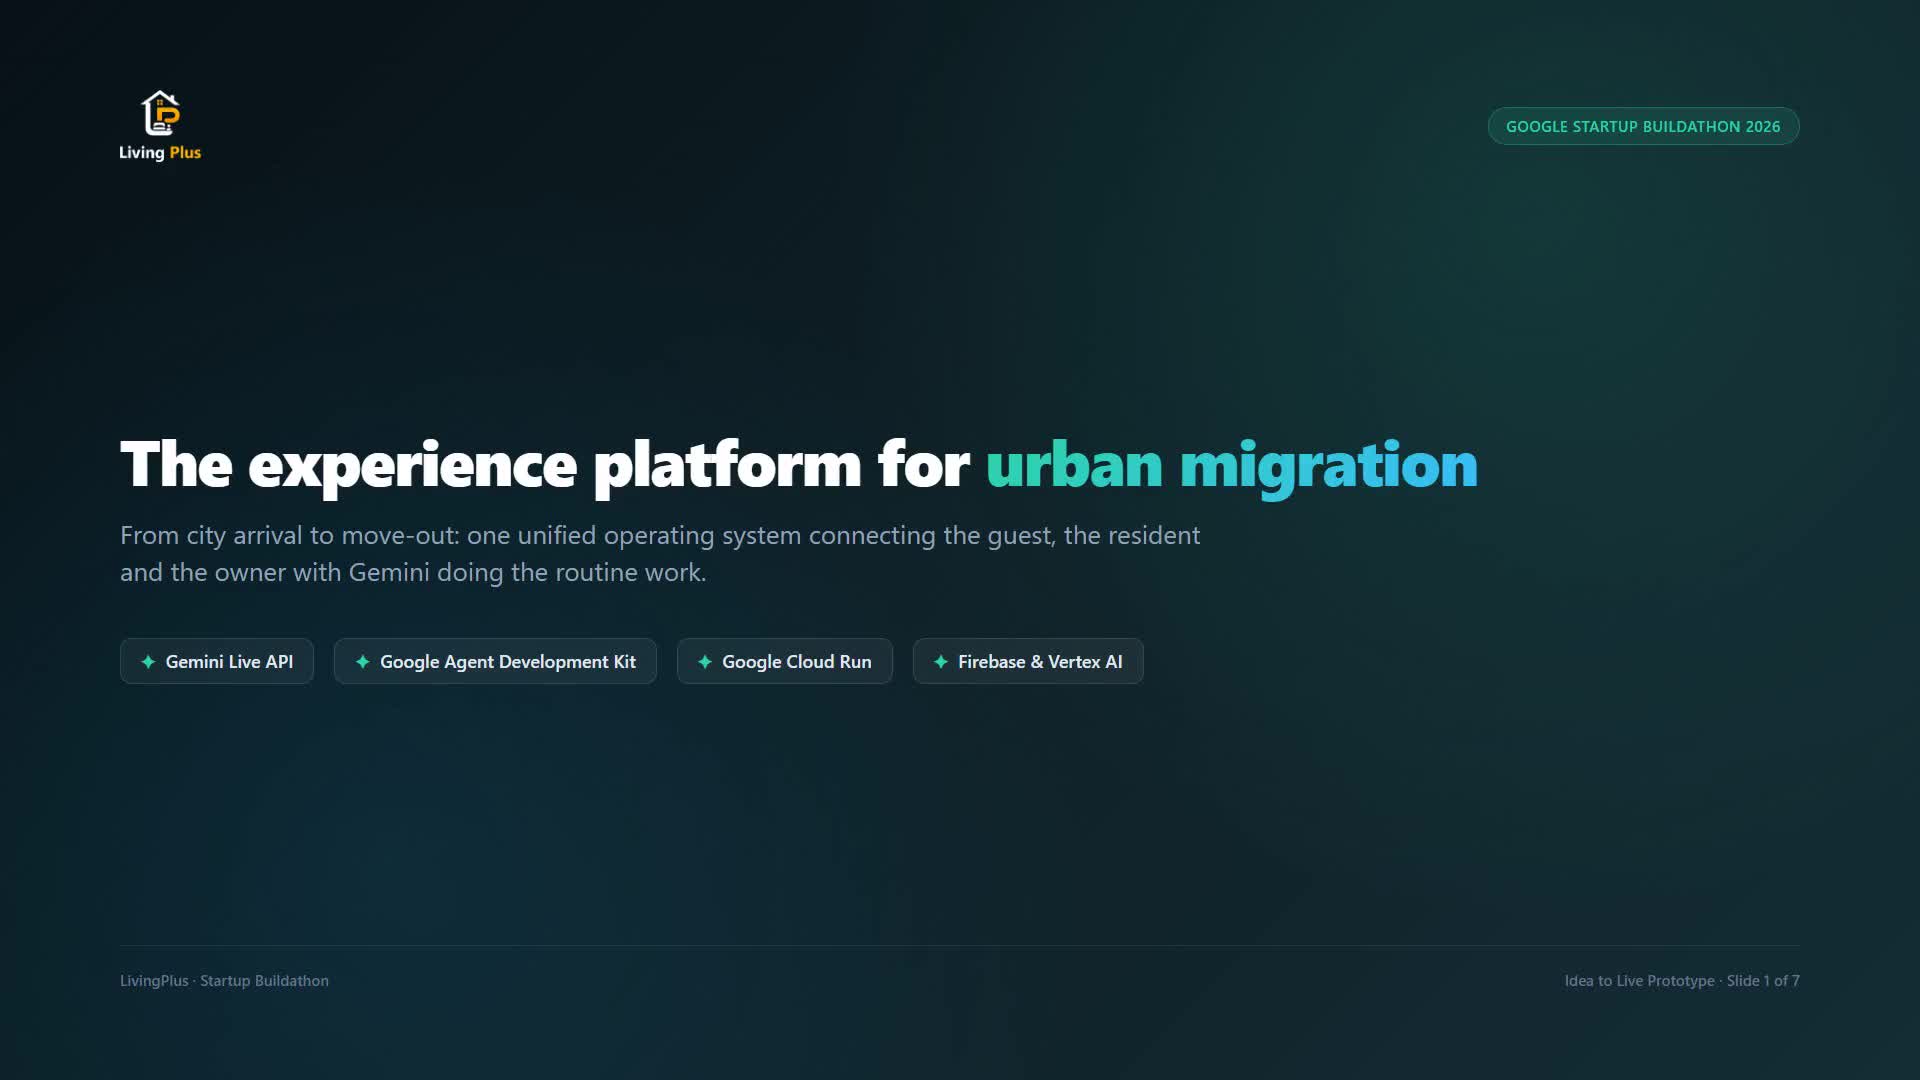 Living Plus
GOOGLE STARTUP BUILDATHON 2026
The experience platform for urban migration
From city arrival to move-out: one unified operating system connecting the guest, the resident
and the owner with Gemini doing the routine work.
Gemini Live API
Google Agent Development Kit
Google Cloud Run
Firebase & Vertex AI
LivingPlus · Startup Buildathon
Idea to Live Prototype · Slide 1 of 7